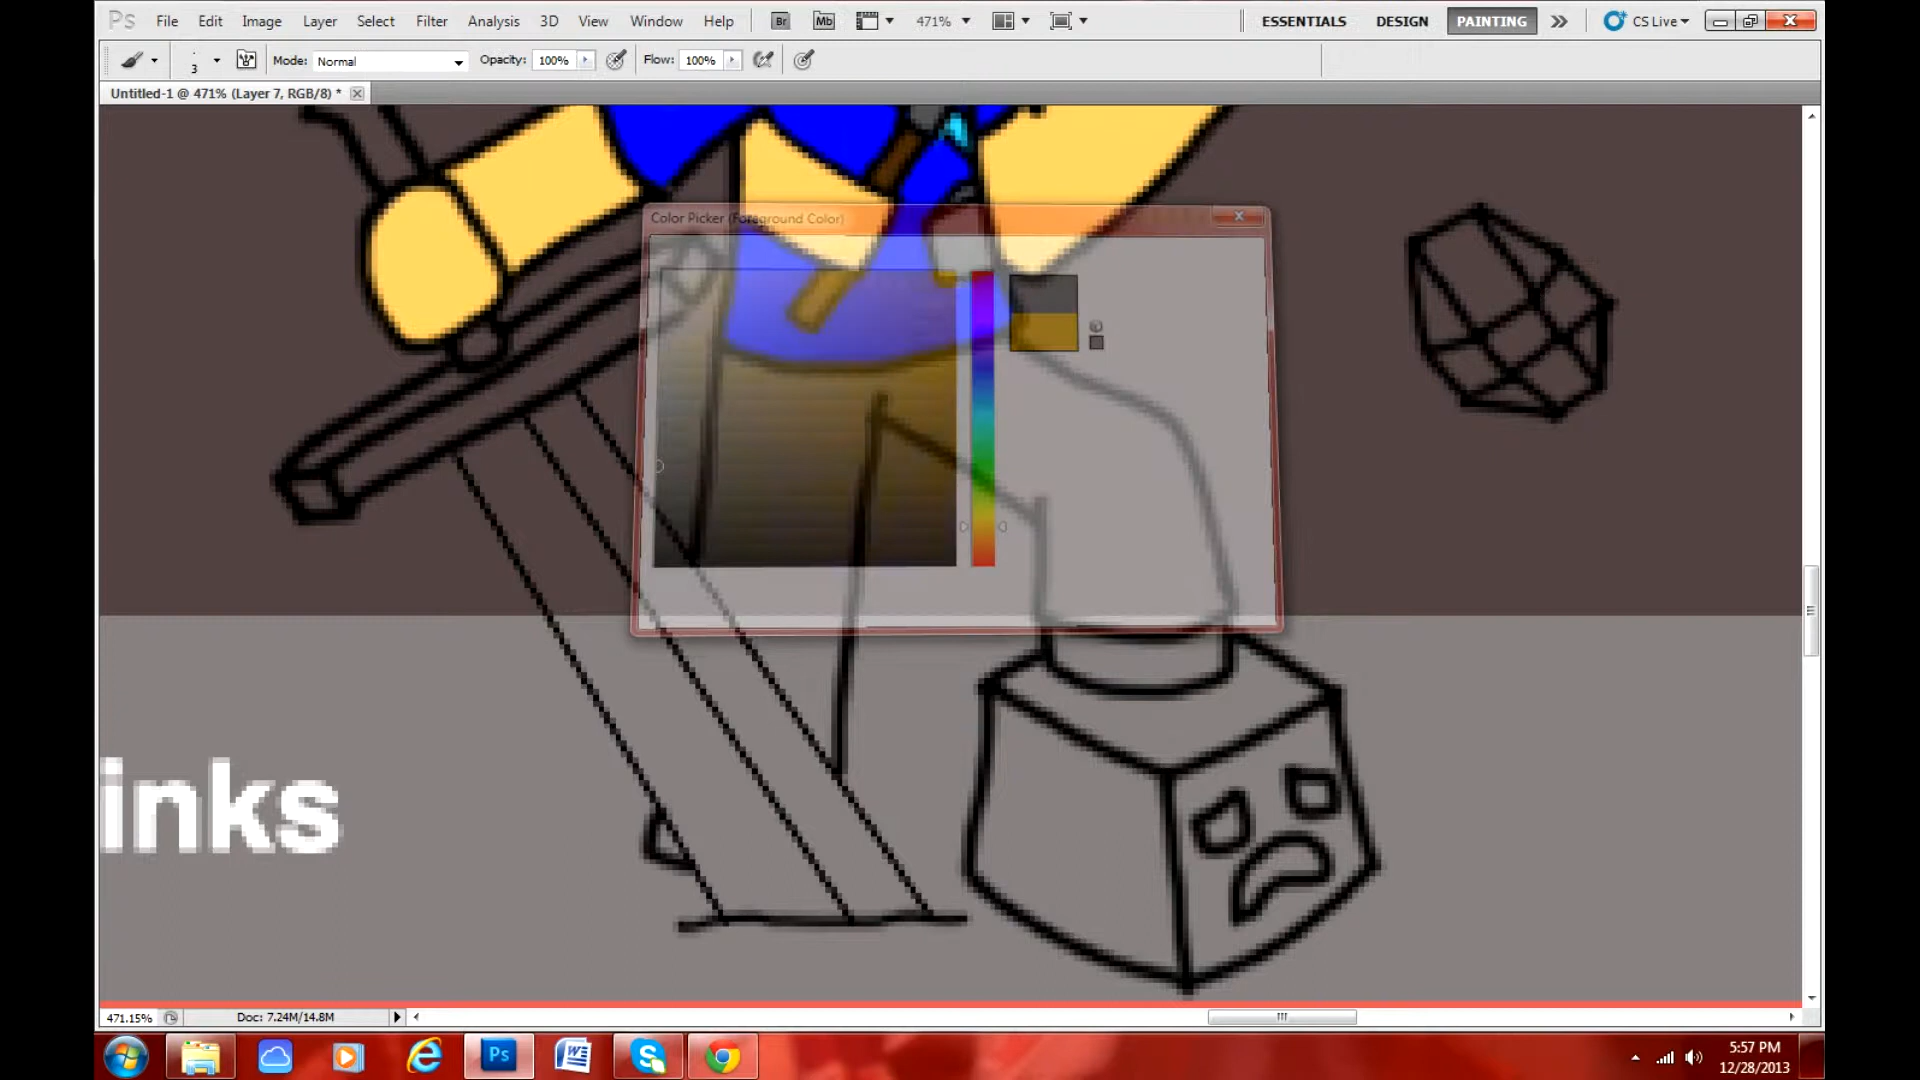 Ps File Edit Image Layer Select Filter Analysis 3D View Window Help Br Mb 471% ESSENTIALS DESIGN PAINTING CS Live
3 Mode: Normal Opacity: 100% Flow: 100%
Untitled-1 @ 471% (Layer 7, RGB/8) *
Color Picker (Foreground Color)
inks
471.15% Doc: 7.24M/14.8M
Ps W S
5:57 PM
12/28/2013